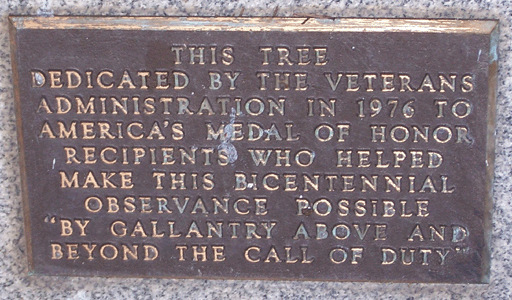 THIS TREE
DEDICATED BY THE VETERANS
ADMINISTRATION IN 1976 TO
AMERICA'S MEDAL OF HONOR
RECIPIENTS WHO HELPED
MAKE THIS BICENTENNIAL
OBSERVANCE POSSIBLE
"BY GALLANTRY ABOVE AND
BEYOND THE CALL OF DUTY"